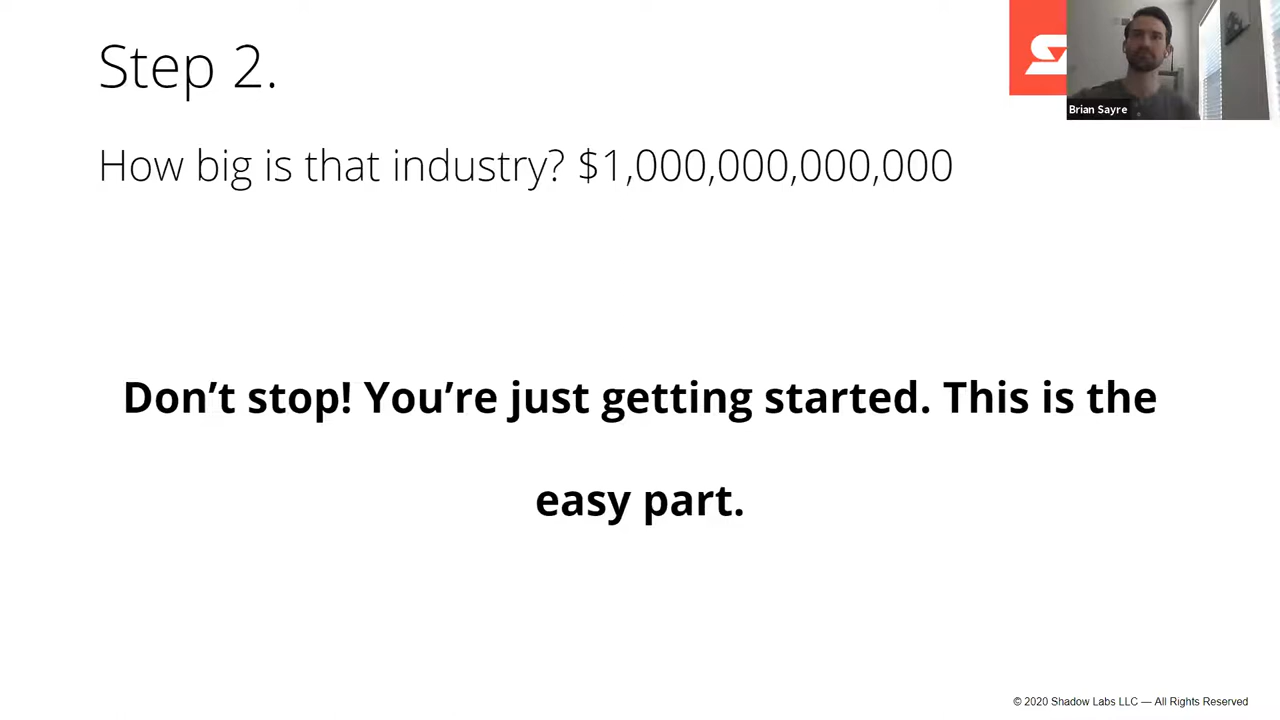 Step 2.
Brian Sayre
How big is that industry? $1,000,000,000,000
Don’t stop! You’re just getting started. This is the
easy part.
© 2020 Shadow Labs LLC — All Rights Reserved